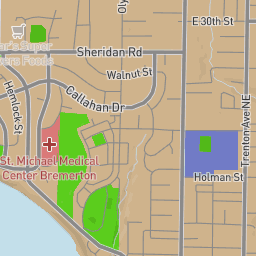 E 30th St
Sheridan Rd
Walnut St
Callahan Dr
Hemlock St
Trenton Ave NE
St. Michael Medical
Center Bremerton
Holman St